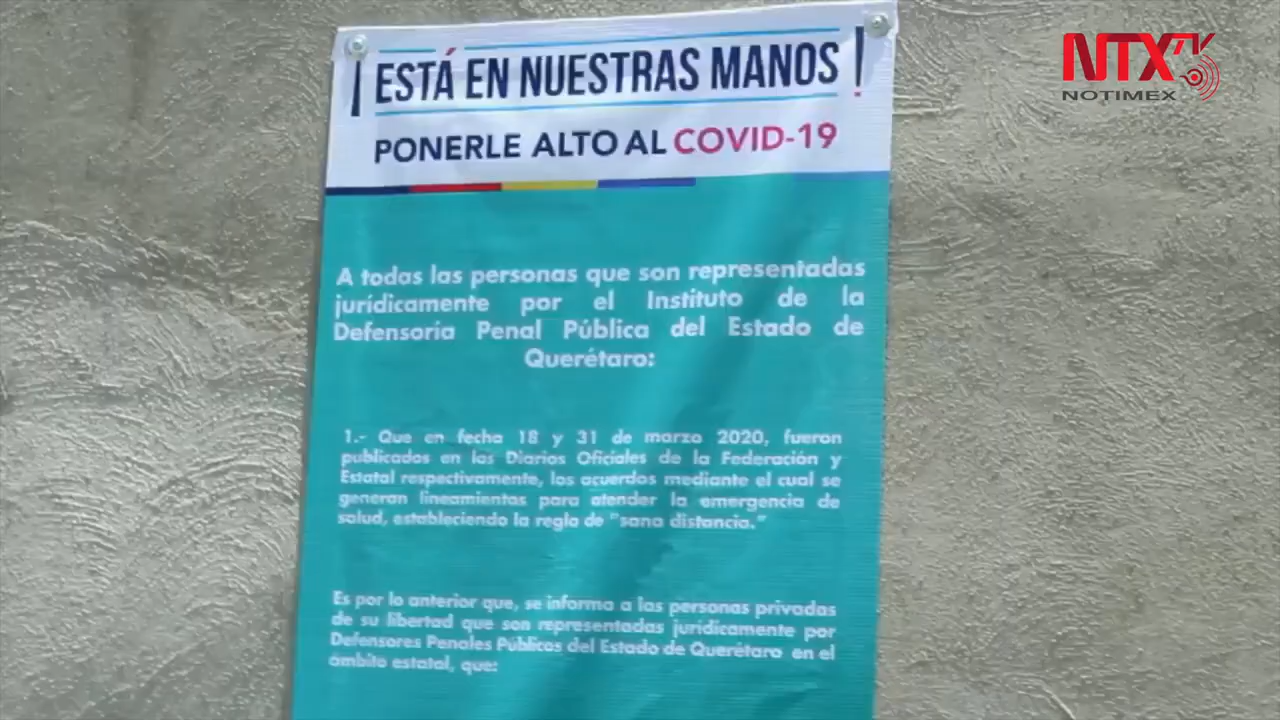 ¡ESTÁ EN NUESTRAS MANOS!
PONERLE ALTO AL COVID-19
NTXTV
NOTIMEX
A todas las personas que son representadas
jurídicamente por el Instituto de la
Defensoría Penal Pública del Estado de
Querétaro:
1.- Que en fecha 18 y 31 de marzo 2020, fueron
publicados en los Diarios Oficiales de la Federación y
Estatal respectivamente, los acuerdos mediante el cual se
generan lineamientos para atender la emergencia de
salud, estableciendo la regla de "sana distancia."
Es por lo anterior que, se informa a las personas privadas
de su libertad que son representadas jurídicamente por
Defensores Penales Públicos del Estado de Querétaro en el
ámbito estatal, que: